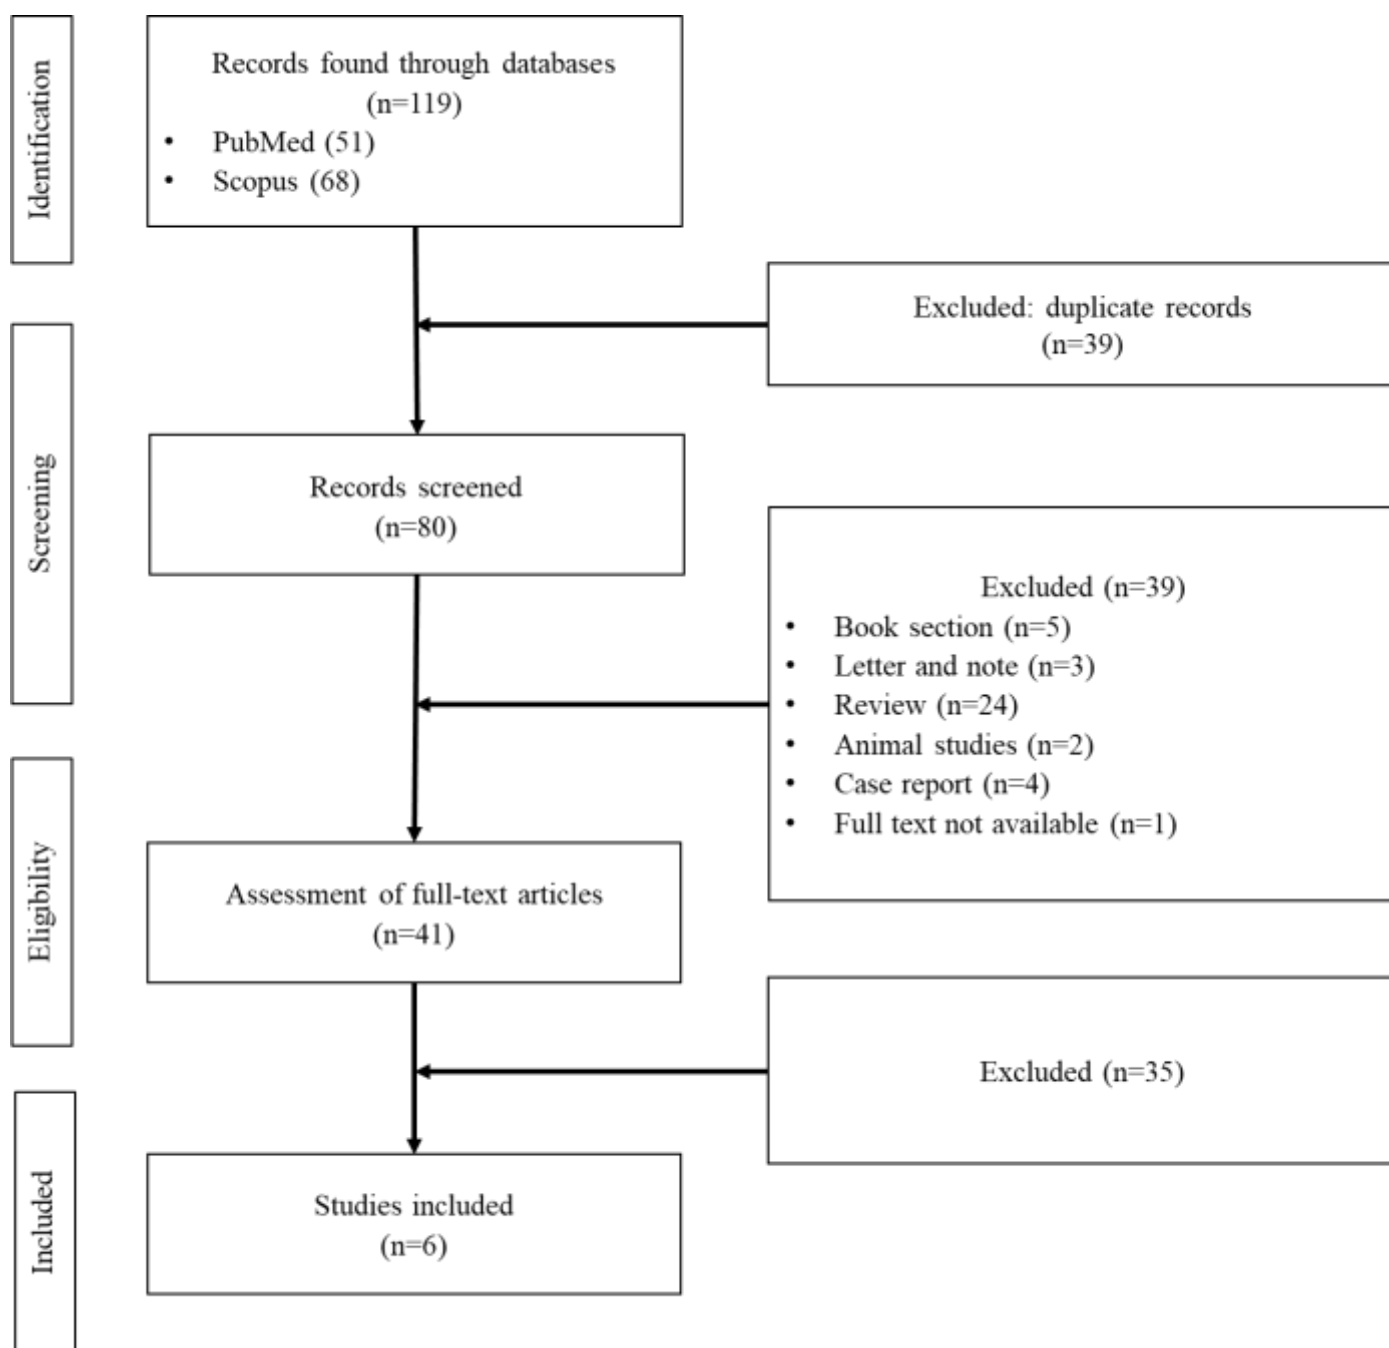 Identification
Records found through databases
(n=119)
• PubMed (51)
• Scopus (68)
Excluded: duplicate records
(n=39)
Screening
Records screened
(n=80)
Excluded (n=39)
• Book section (n=5)
• Letter and note (n=3)
• Review (n=24)
• Animal studies (n=2)
• Case report (n=4)
• Full text not available (n=1)
Eligibility
Assessment of full-text articles
(n=41)
Excluded (n=35)
Included
Studies included
(n=6)